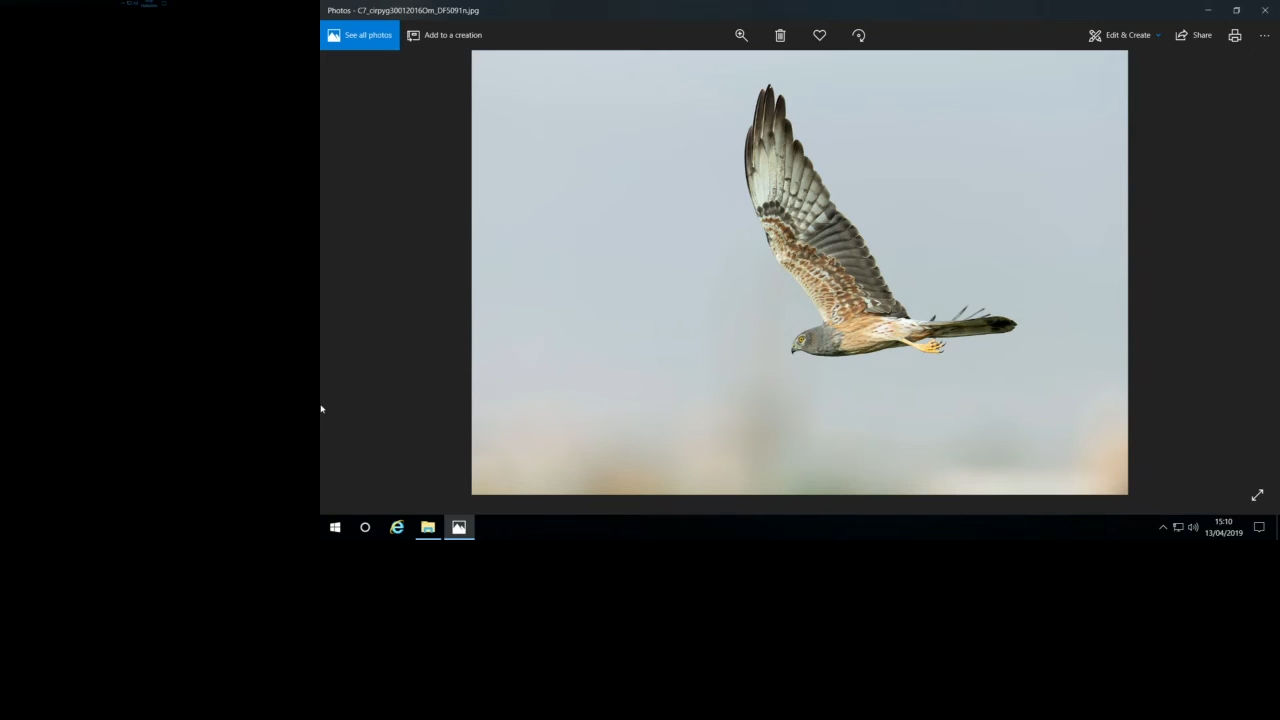 Photos - C7_cirpyg30012016Om_DF5091n.jpg
See all photos
Add to a creation
Edit & Create
Share
15:10
13/04/2019